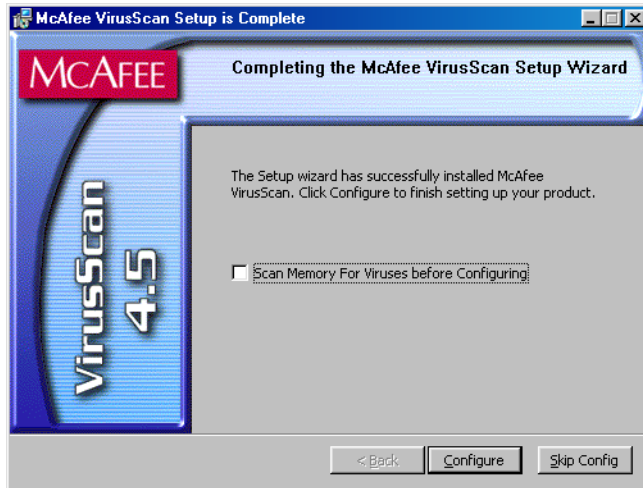 McAfee VirusScan Setup is Complete
McAFEE
Completing the McAfee VirusScan Setup Wizard
VirusScan
4.5
The Setup wizard has successfully installed McAfee
VirusScan. Click Configure to finish setting up your product.
Scan Memory For Viruses before Configuring
< Back
Configure
Skip Config